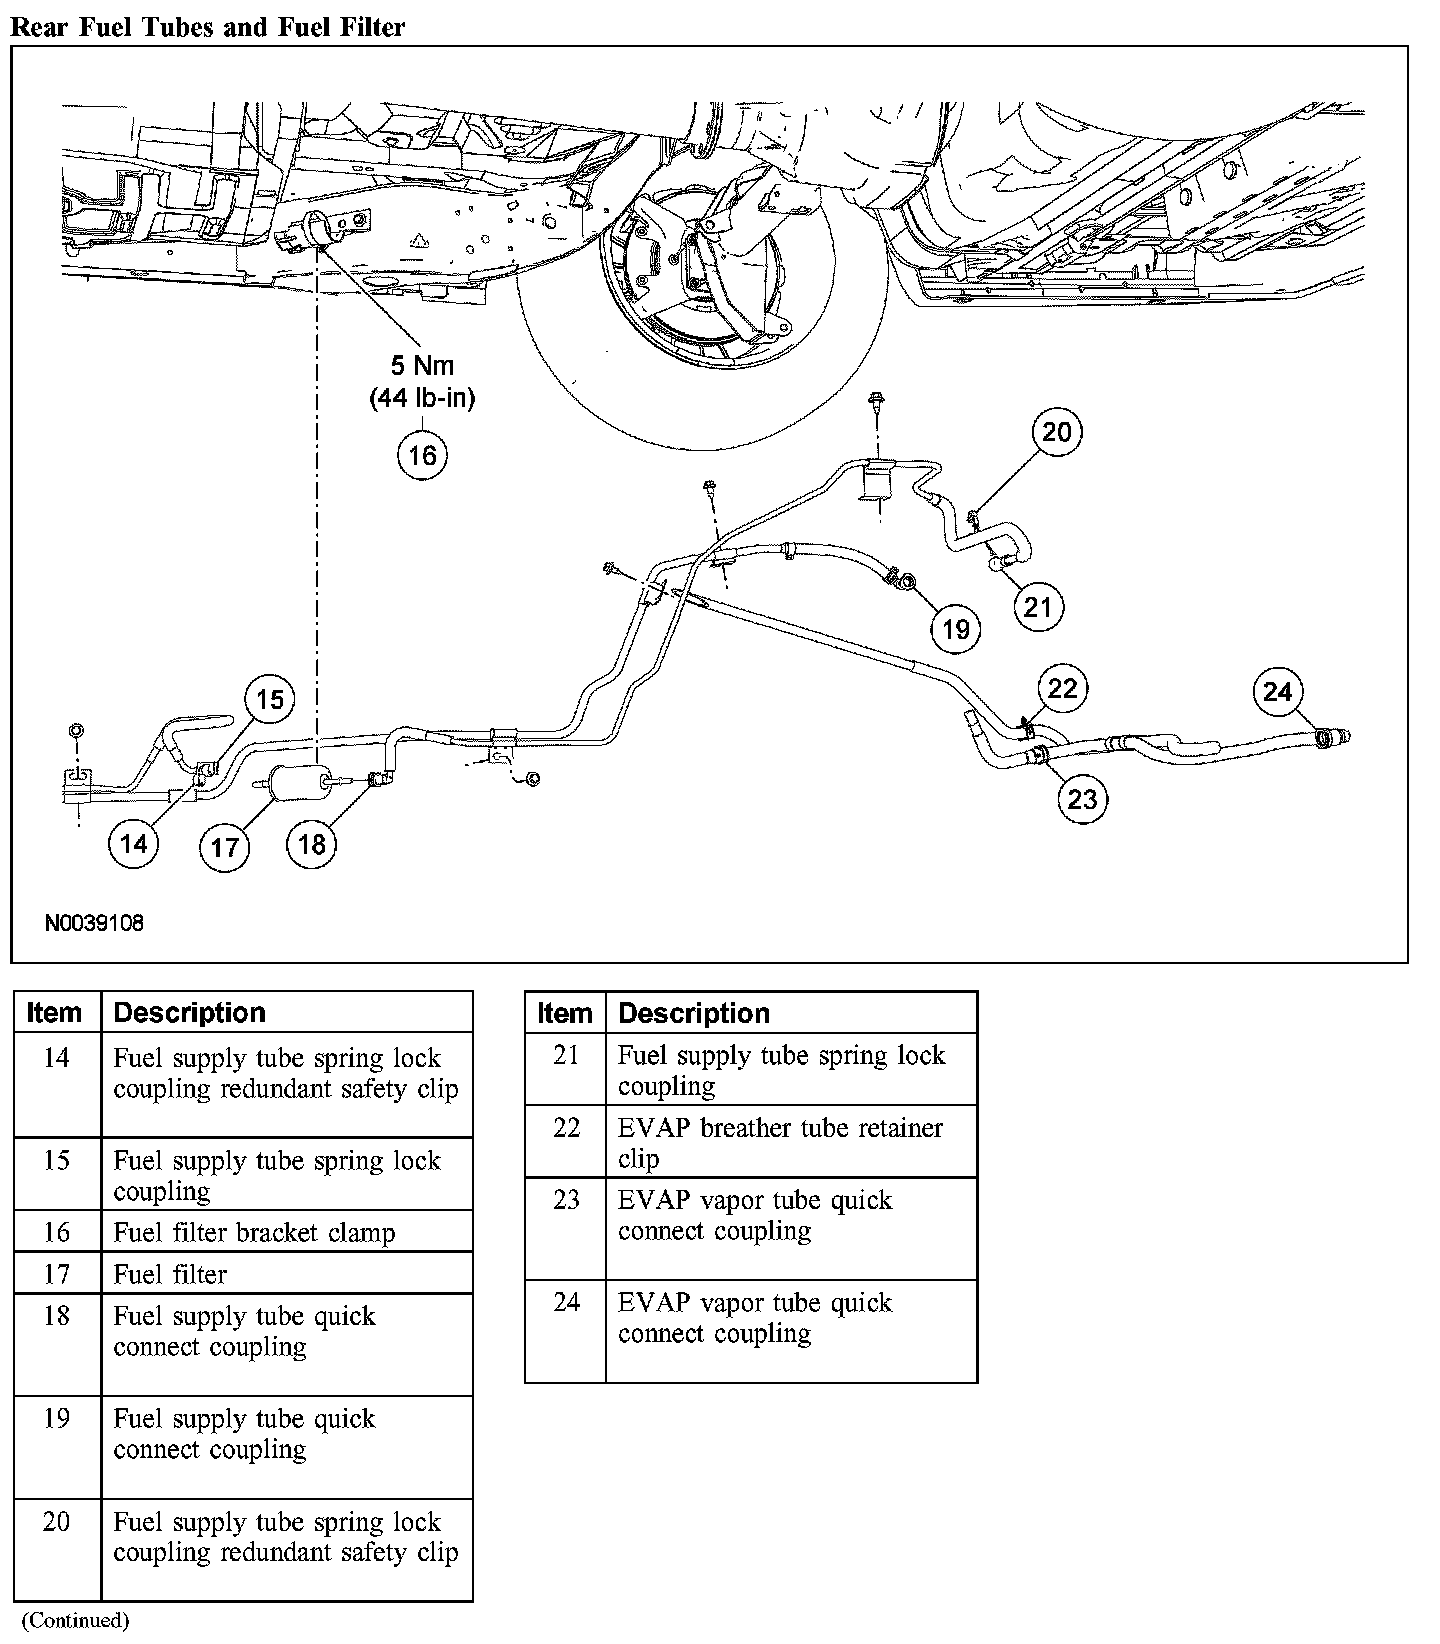 Rear Fuel Tubes and Fuel Filter
5 Nm
(44 lb-in)
16
20
21
19
15
22
24
14
17
18
23
N0039108
Item Description
14 Fuel supply tube spring lock
coupling redundant safety clip
15 Fuel supply tube spring lock
coupling
16 Fuel filter bracket clamp
17 Fuel filter
18 Fuel supply tube quick
connect coupling
19 Fuel supply tube quick
connect coupling
20 Fuel supply tube spring lock
coupling redundant safety clip
(Continued)
Item Description
21 Fuel supply tube spring lock
coupling
22 EVAP breather tube retainer
clip
23 EVAP vapor tube quick
connect coupling
24 EVAP vapor tube quick
connect coupling